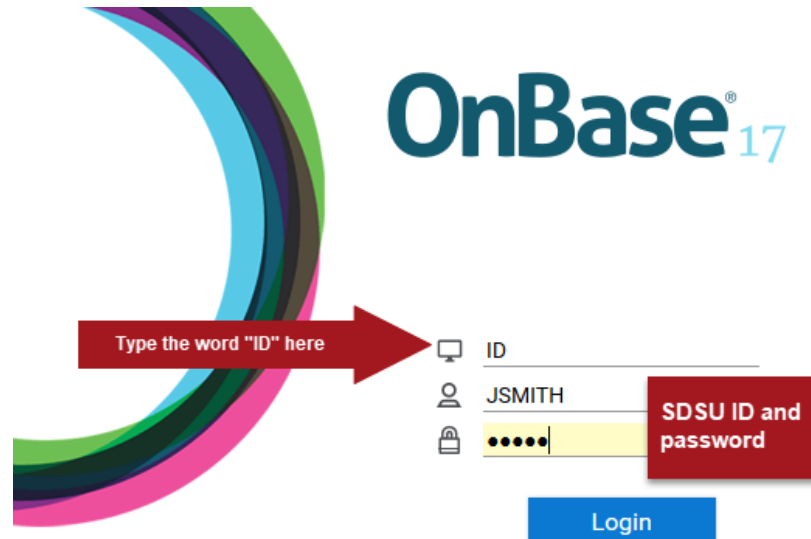 OnBase® 17
Type the word "ID" here
ID
JSMITH
•••••
SDSU ID and
password
Login